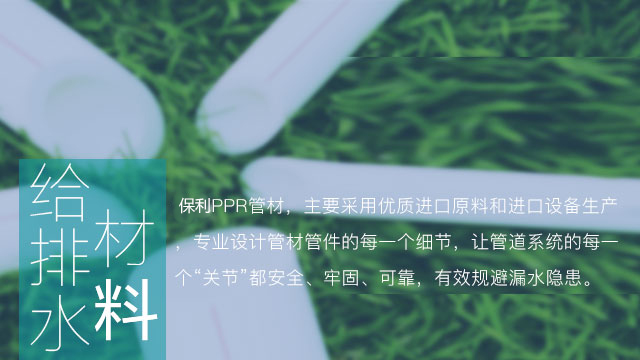 给排水
材料
保利PPR管材，主要采用优质进口原料和进口设备生产
，专业设计管材管件的每一个细节，让管道系统的每一
个“关节”都安全、牢固、可靠，有效规避漏水隐患。